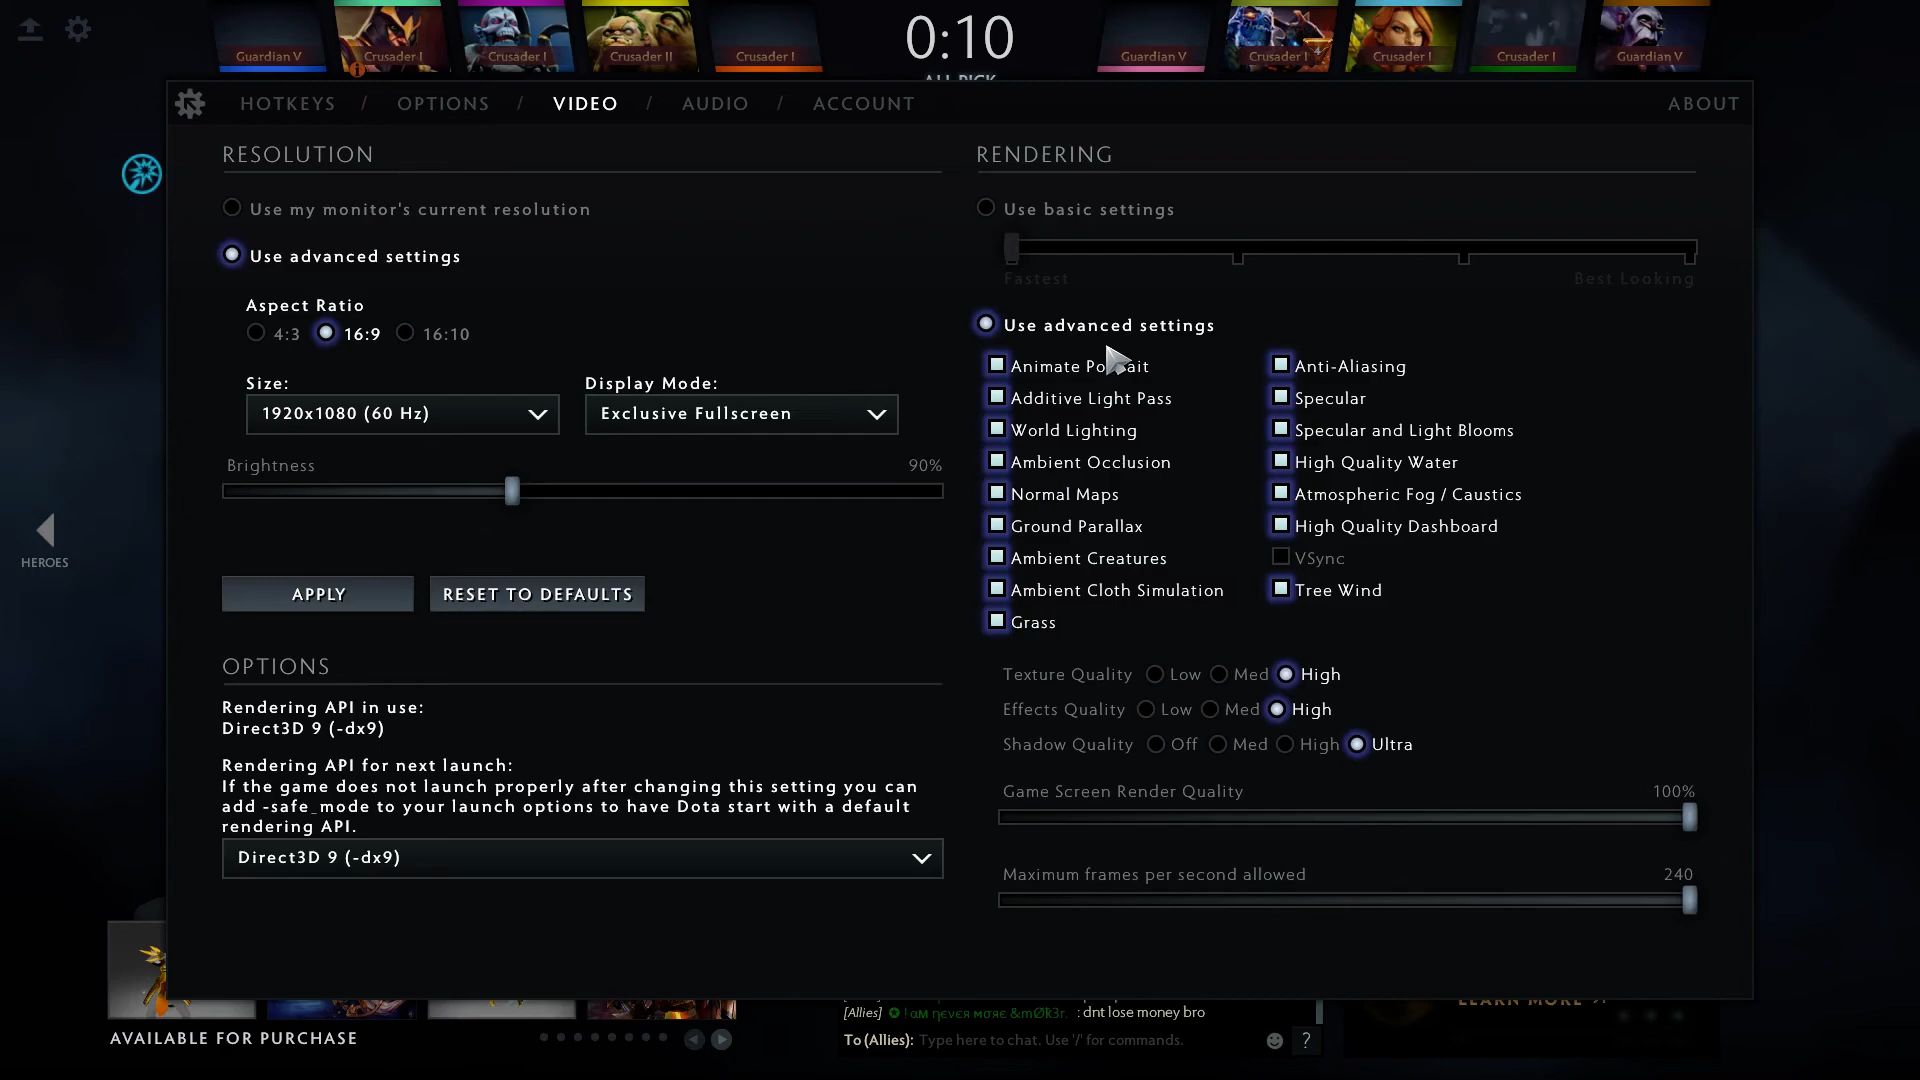 Guardian V Crusader I Crusader I Crusader II Crusader I 0:10 Guardian V Crusader I 4 Crusader I Crusader I Guardian V
ALL PICK
HOTKEYS / OPTIONS / VIDEO / AUDIO / ACCOUNT ABOUT
RESOLUTION
Use my monitor's current resolution
Use advanced settings
Aspect Ratio
4:3 16:9 16:10
Size: Display Mode:
1920x1080 (60 Hz) Exclusive Fullscreen
Brightness 90%
APPLY RESET TO DEFAULTS
OPTIONS
Rendering API in use:
Direct3D 9 (-dx9)
Rendering API for next launch:
If the game does not launch properly after changing this setting you can
add -safe_mode to your launch options to have Dota start with a default
rendering API.
Direct3D 9 (-dx9)
RENDERING
Use basic settings
Fastest Best Looking
Use advanced settings
Animate Portrait Anti-Aliasing
Additive Light Pass Specular
World Lighting Specular and Light Blooms
Ambient Occlusion High Quality Water
Normal Maps Atmospheric Fog / Caustics
Ground Parallax High Quality Dashboard
Ambient Creatures VSync
Ambient Cloth Simulation Tree Wind
Grass
Texture Quality Low Med High
Effects Quality Low Med High
Shadow Quality Off Med High Ultra
Game Screen Render Quality 100%
Maximum frames per second allowed 240
HEROES
AVAILABLE FOR PURCHASE
[Allies] : dnt lose money bro
To (Allies): Type here to chat. Use '/' for commands. ?
LEARN MORE